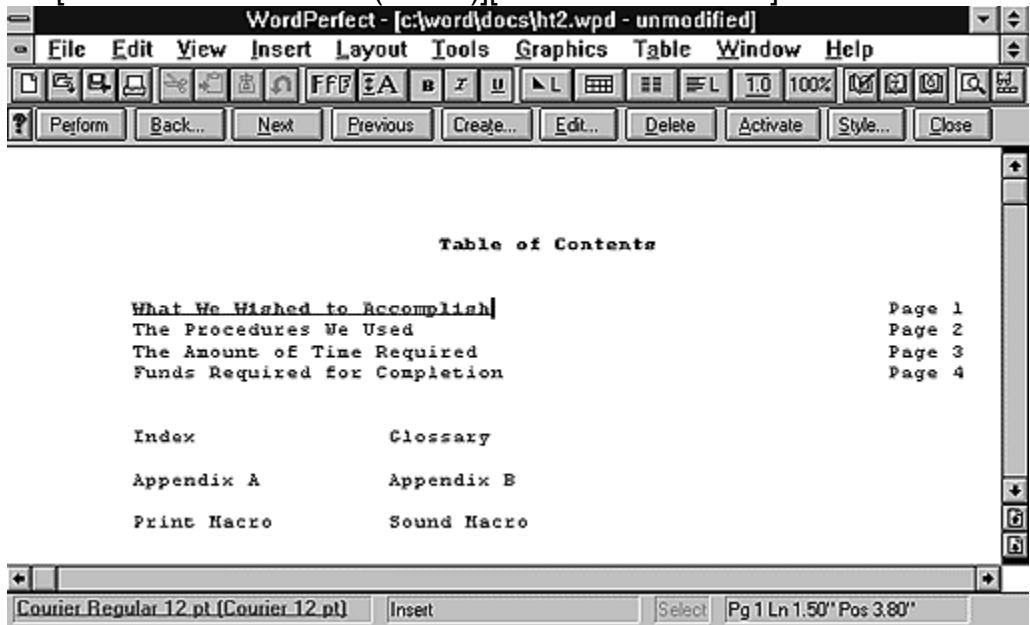 WordPerfect - [c:\word\docs\ht2.wpd - unmodified]
File Edit View Insert Layout Tools Graphics Table Window Help
FFF A B I U L L 1.0 100%
? Perform Back... Next Previous Create... Edit... Delete Activate Style... Close
Table of Contents
What We Wished to Accomplish Page 1
The Procedures We Used Page 2
The Amount of Time Required Page 3
Funds Required for Completion Page 4
Index Glossary
Appendix A Appendix B
Print Macro Sound Macro
Courier Regular 12 pt (Courier 12 pt) Insert Select Pg 1 Ln 1.50" Pos 3.80"